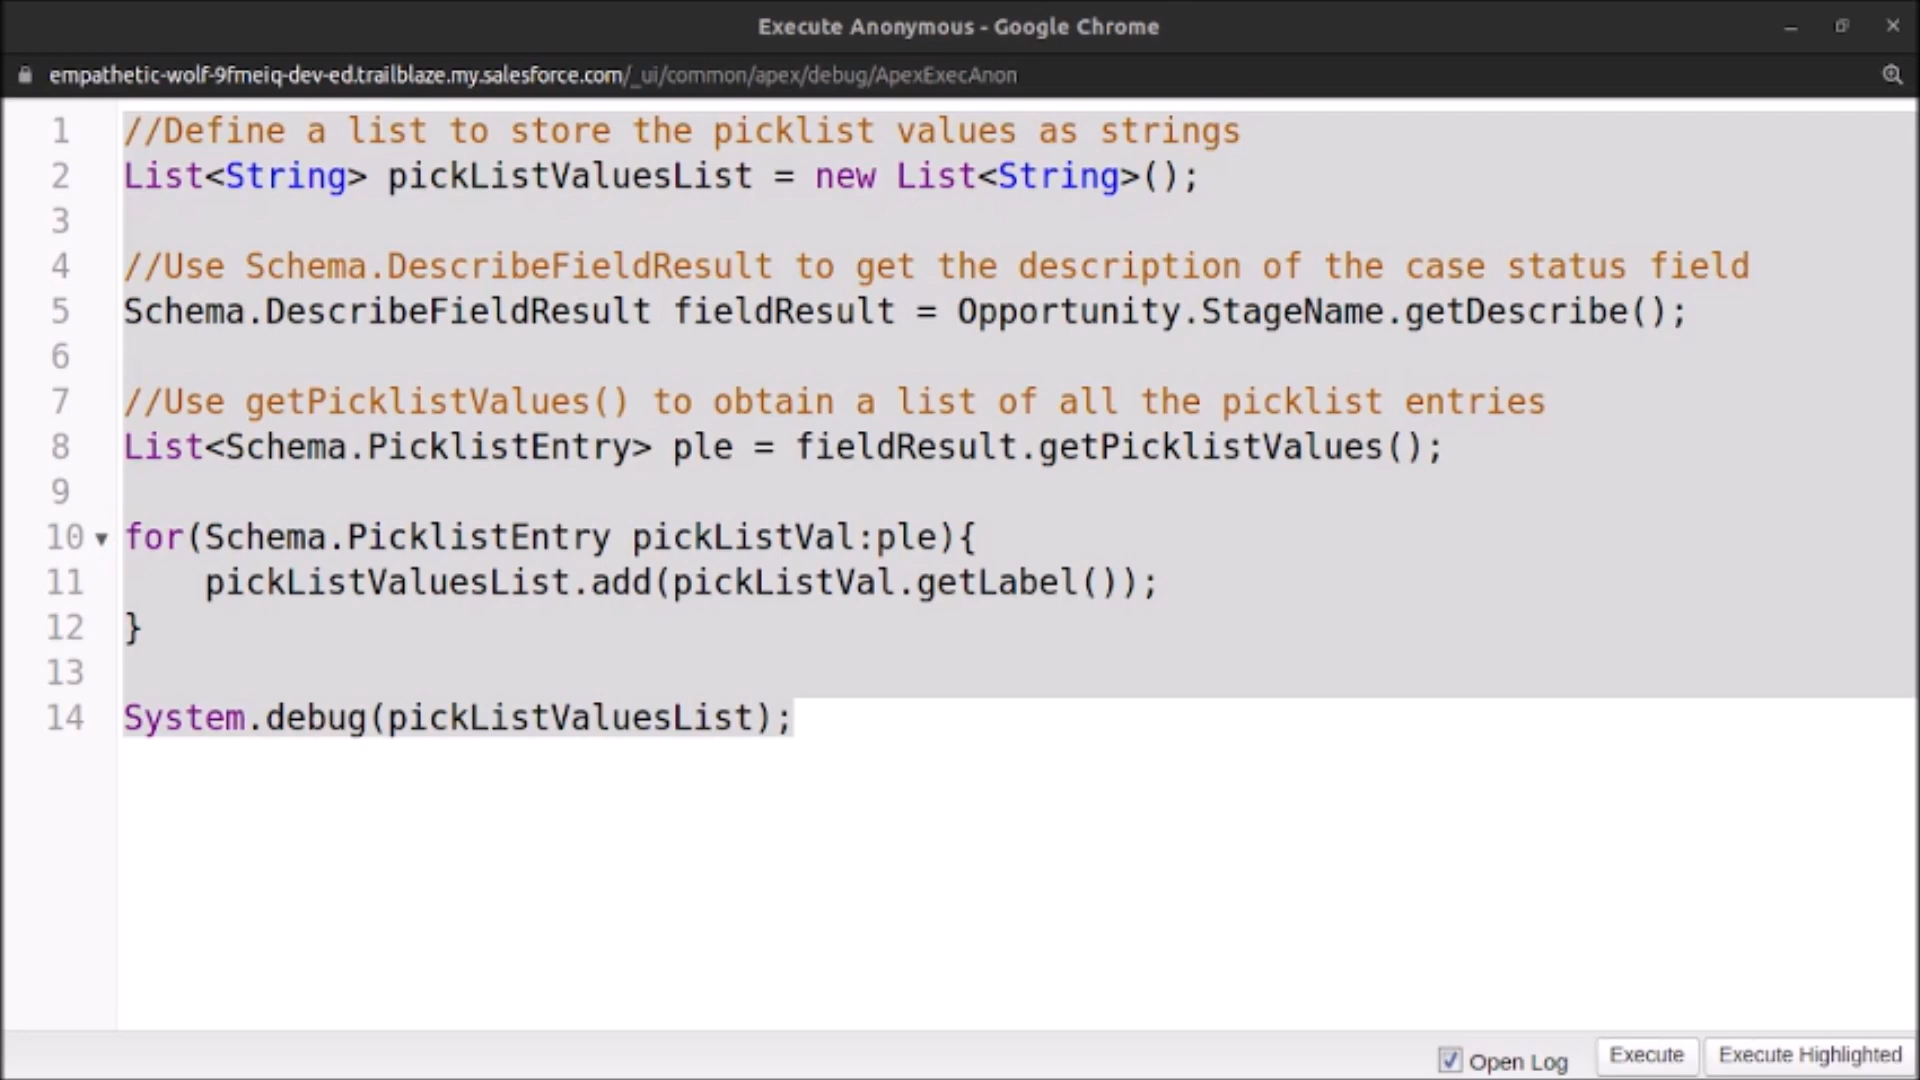 Execute Anonymous - Google Chrome
empathetic-wolf-9fmeiq-dev-ed.trailblaze.my.salesforce.com/_ui/common/apex/debug/ApexExecAnon
1 //Define a list to store the picklist values as strings
2 List<String> pickListValuesList = new List<String>();
3
4 //Use Schema.DescribeFieldResult to get the description of the case status field
5 Schema.DescribeFieldResult fieldResult = Opportunity.StageName.getDescribe();
6
7 //Use getPicklistValues() to obtain a list of all the picklist entries
8 List<Schema.PicklistEntry> ple = fieldResult.getPicklistValues();
9
10 for(Schema.PicklistEntry pickListVal:ple){
11     pickListValuesList.add(pickListVal.getLabel());
12 }
13
14 System.debug(pickListValuesList);
Open Log Execute Execute Highlighted